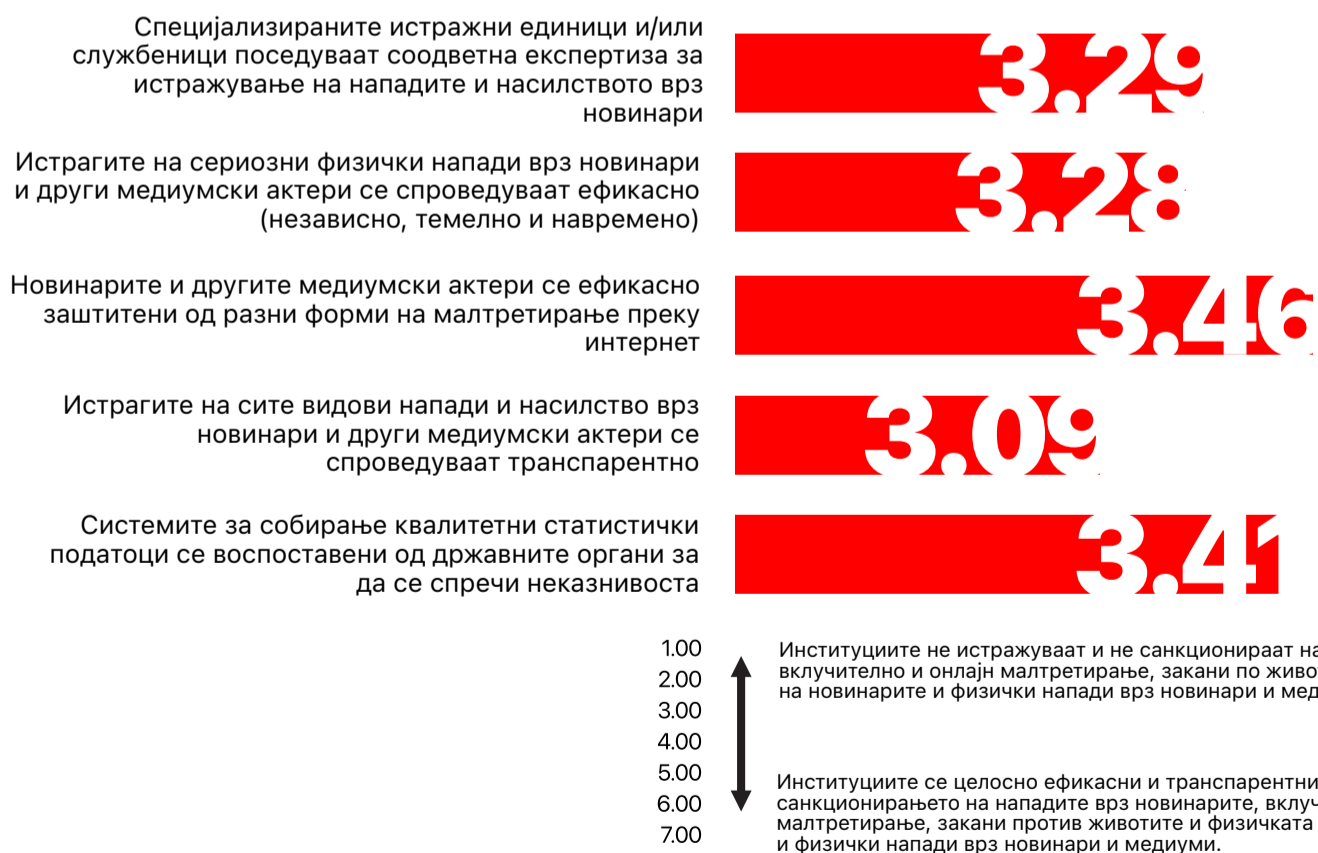 Специјализираните истражни единици и/или
службеници поседуваат соодветна експертиза за
истражување на нападите и насилството врз
новинари
3.29
Истрагите на сериозни физички напади врз новинари
и други медиумски актери се спроведуваат ефикасно
(независно, темелно и навремено)
3.28
Новинарите и другите медиумски актери се ефикасно
заштитени од разни форми на малтретирање преку
интернет
3.46
Истрагите на сите видови напади и насилство врз
новинари и други медиумски актери се
спроведуваат транспарентно
3.09
Системите за собирање квалитетни статистички
податоци се воспоставени од државните органи за
да се спречи неказнивоста
3.41
1.00
2.00
3.00
4.00
5.00
6.00
7.00
Институциите не истражуваат и не санкционираат
вклучително и онлајн малтретирање, закани по
на новинарите и физички напади врз новинари и
Институциите се целосно ефикасни и транспарентни
санкционирањето на нападите врз новинарите,
малтретирање, закани против животите и физичката
и физички напади врз новинари и медиуми.